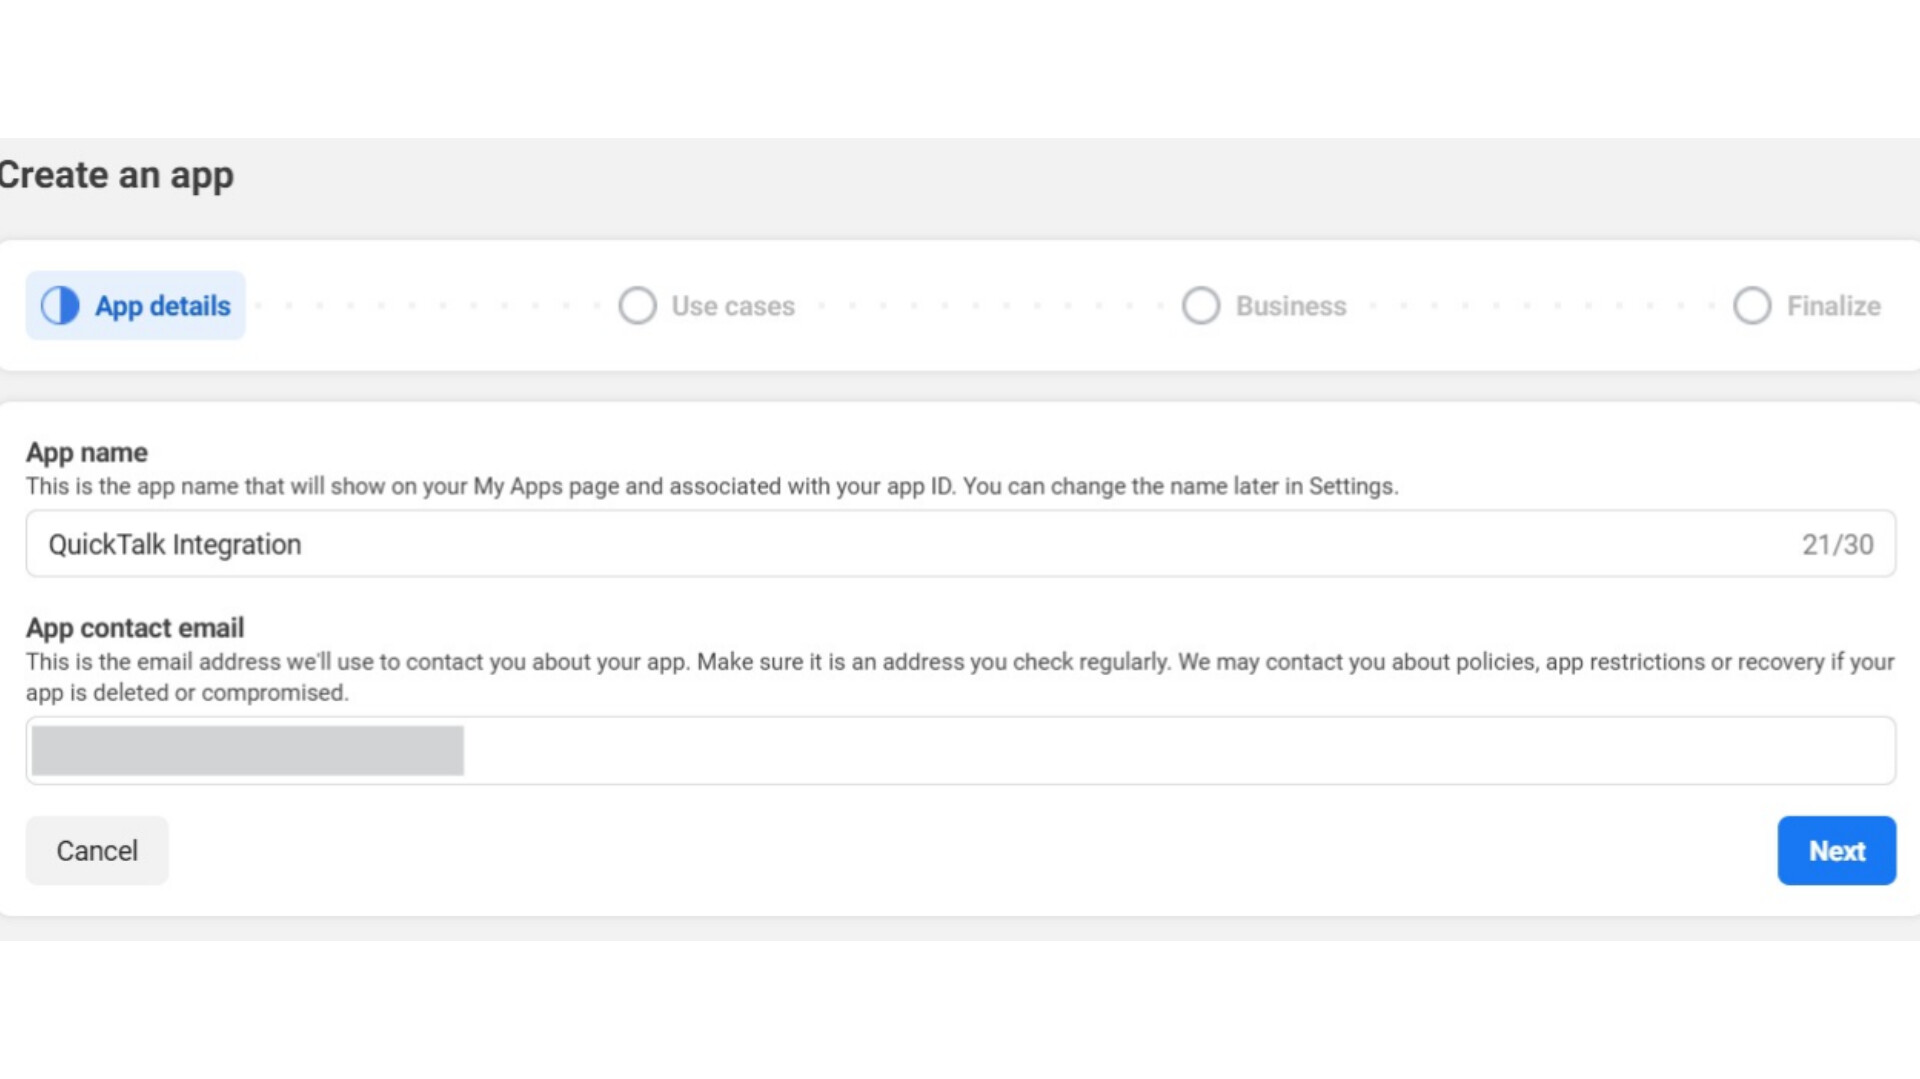 Create an app
App details
Use cases
Business
Finalize
App name
This is the app name that will show on your My Apps page and associated with your app ID. You can change the name later in Settings.
QuickTalk Integration
21/30
App contact email
This is the email address we'll use to contact you about your app. Make sure it is an address you check regularly. We may contact you about policies, app restrictions or recovery if your
app is deleted or compromised.
Cancel
Next